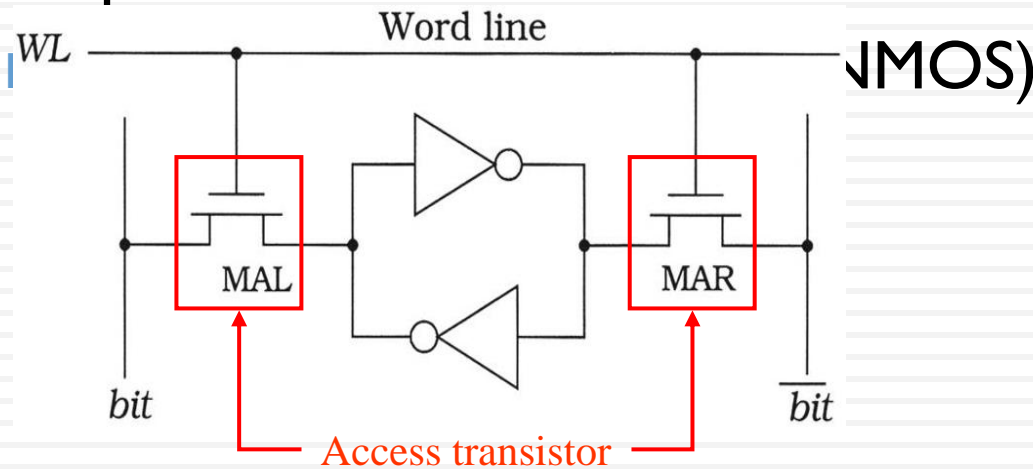 Word line
WL
NMOS)
MAL
MAR
bit
bit
Access transistor